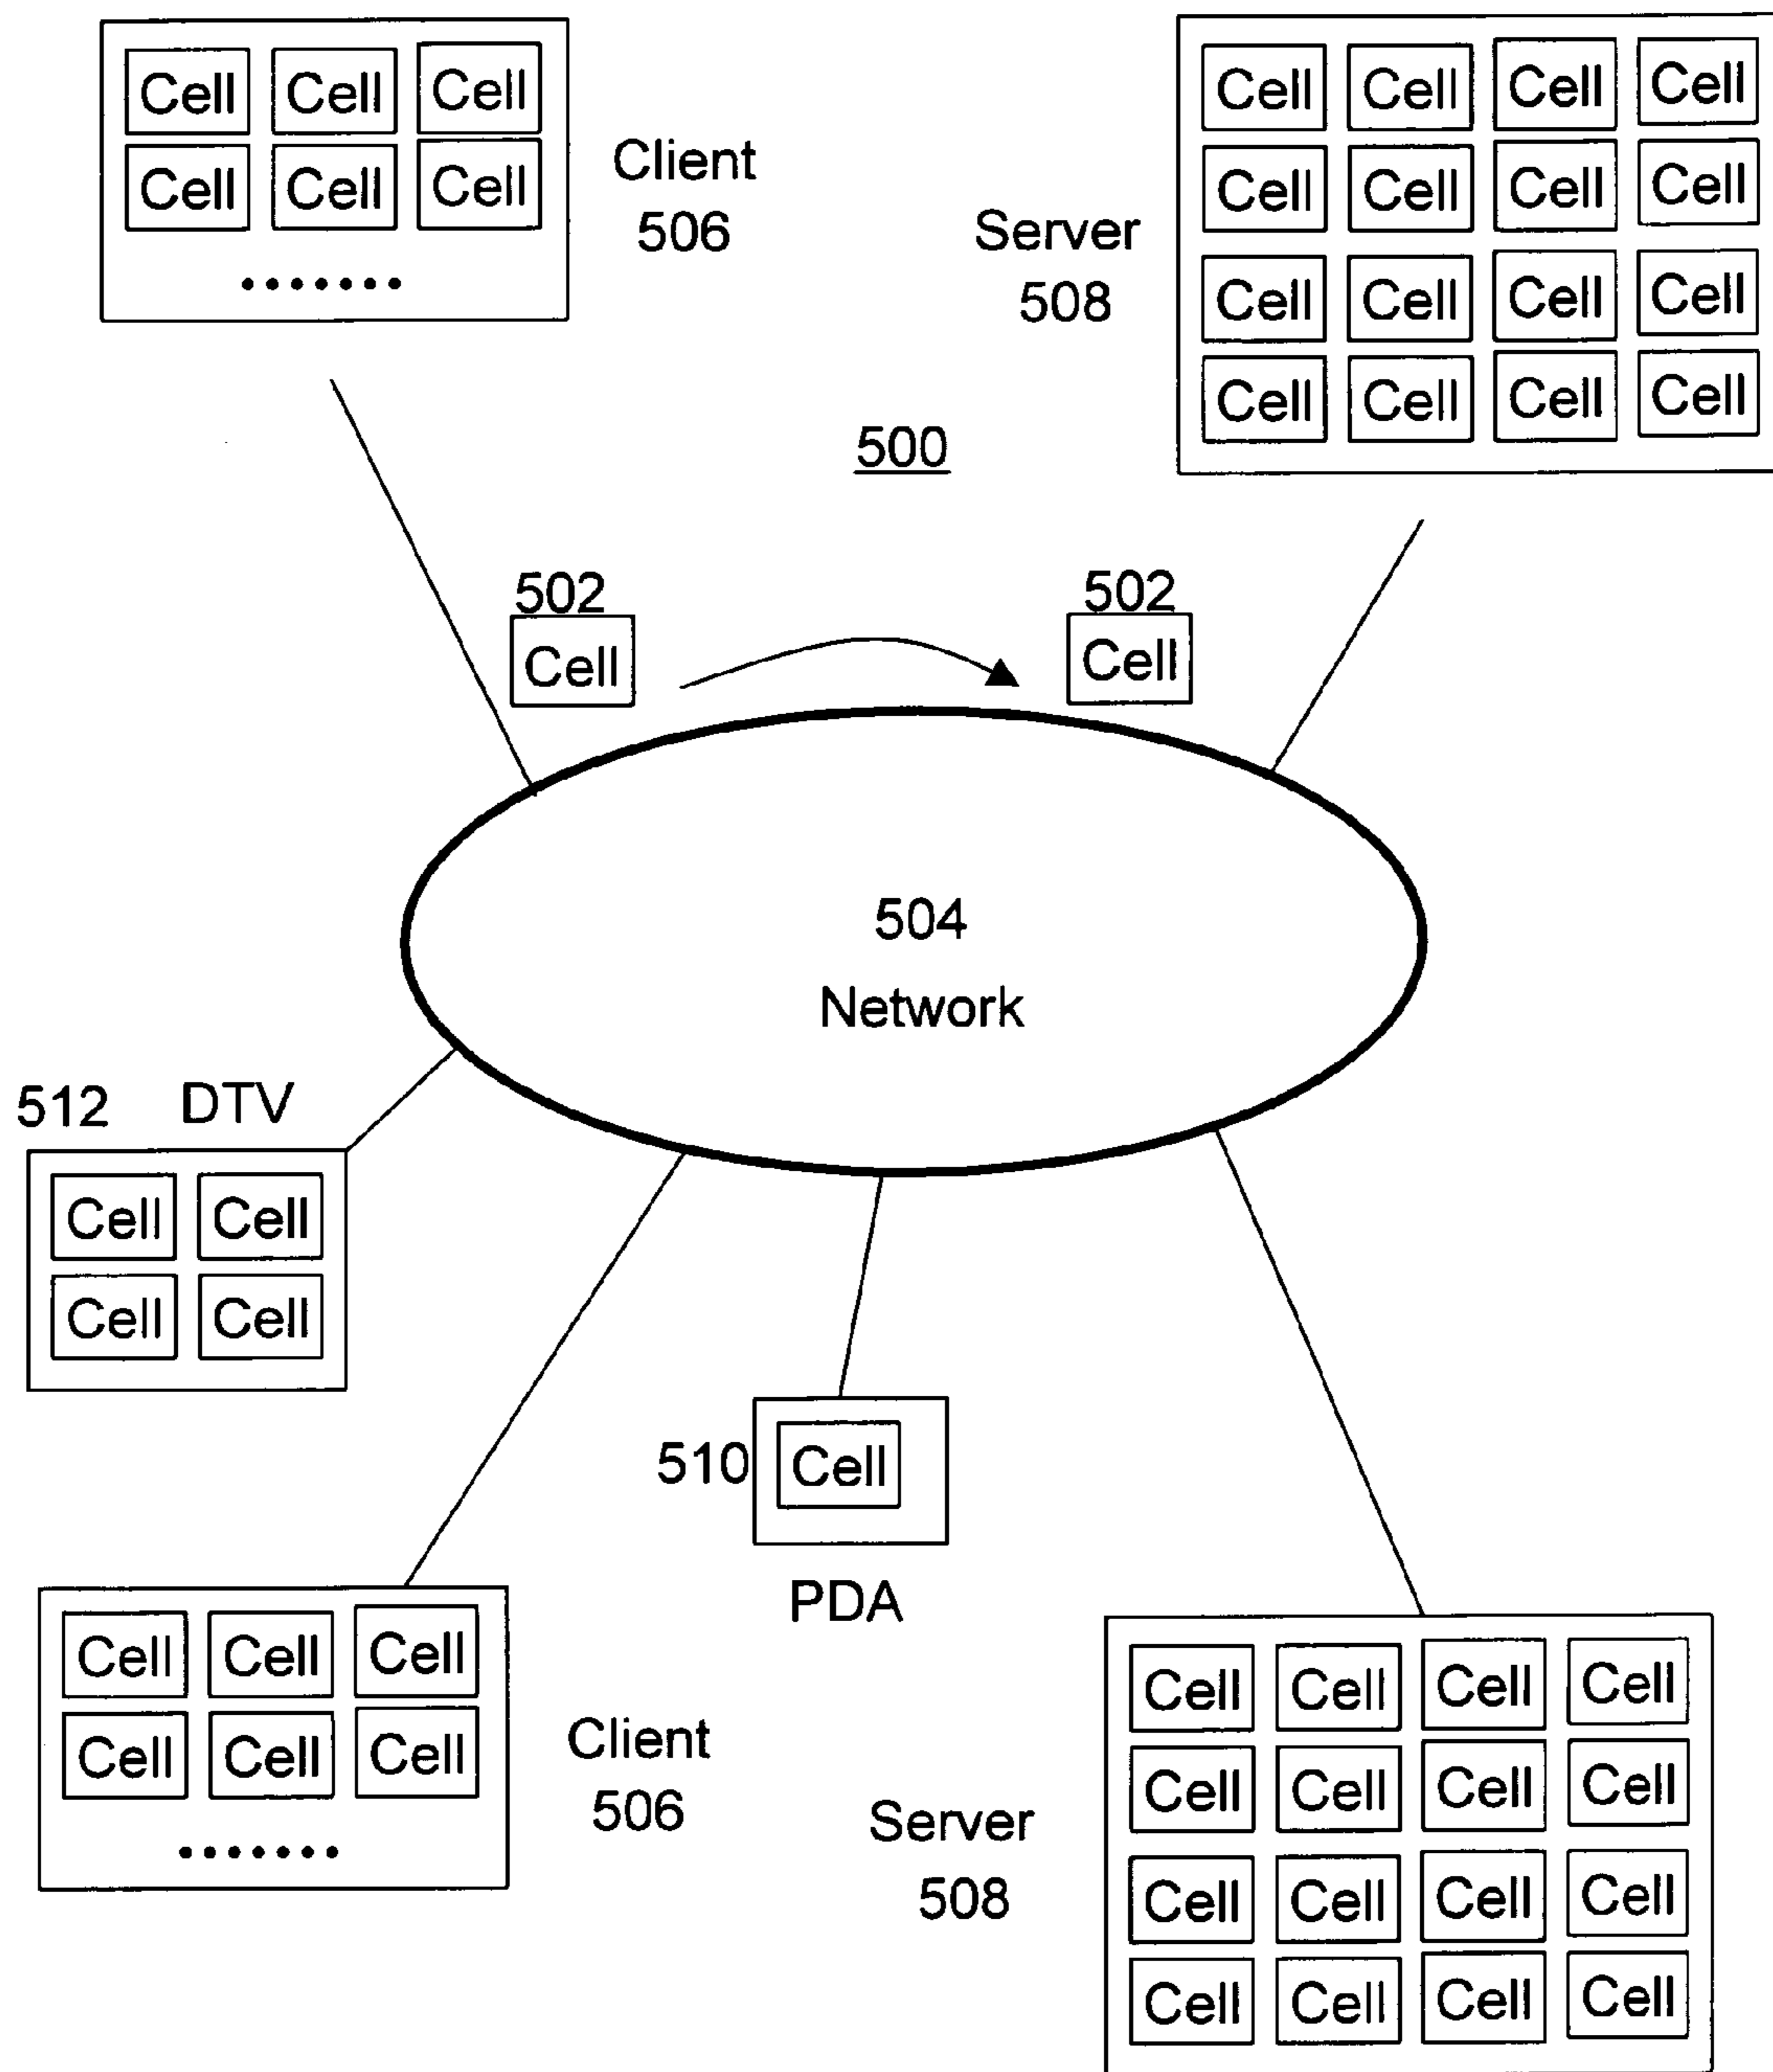 Cell Cell Cell
Cell Cell Cell
.......
Client
506
Cell Cell Cell Cell
Cell Cell Cell Cell
Cell Cell Cell Cell
Cell Cell Cell Cell
Server
508
500
502
Cell
502
Cell
504
Network
512 DTV
Cell Cell
Cell Cell
510
Cell
PDA
Cell Cell Cell
Cell Cell Cell
.......
Client
506
Server
508
Cell Cell Cell Cell
Cell Cell Cell Cell
Cell Cell Cell Cell
Cell Cell Cell Cell